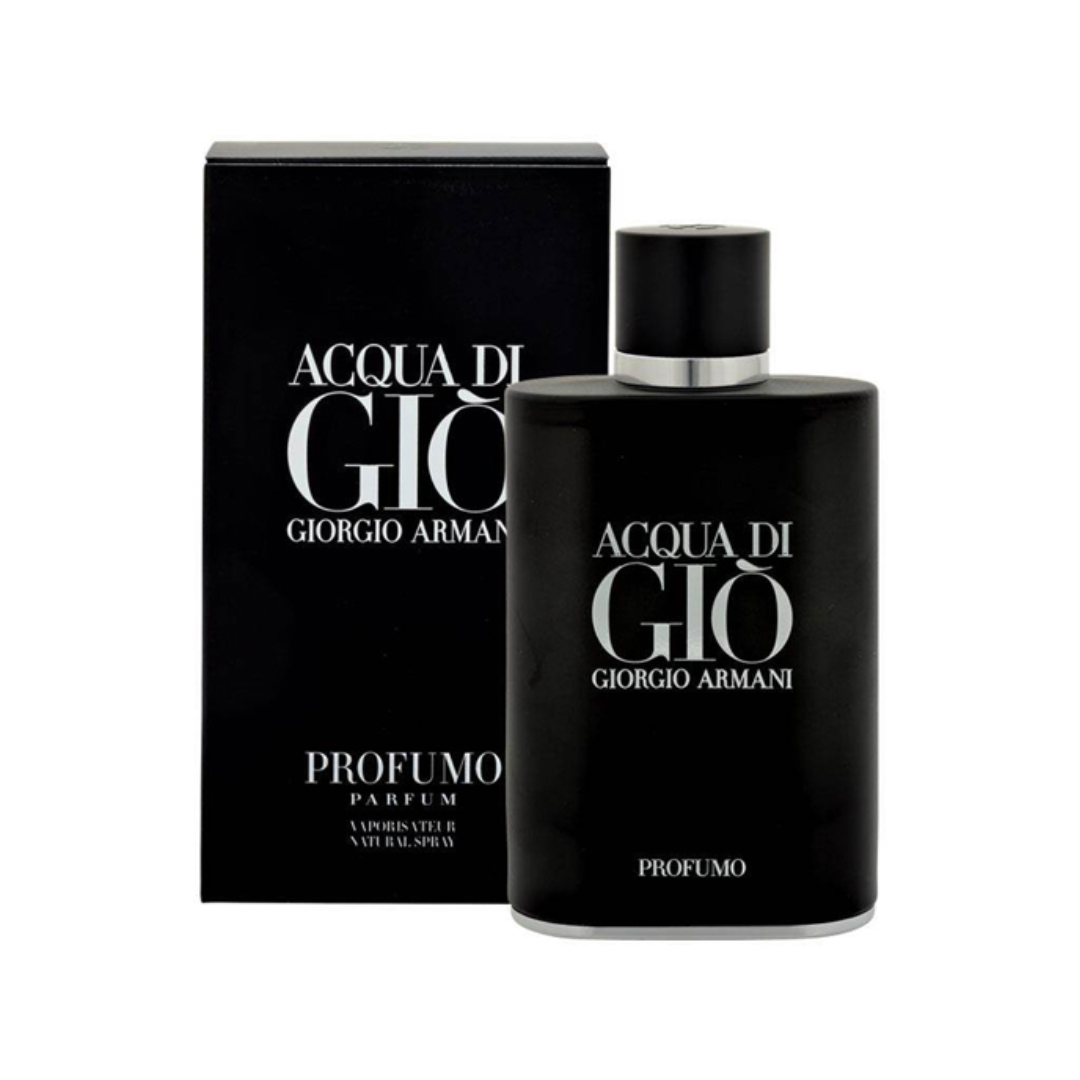 ACQUA DI
GIÒ
GIORGIO ARMANI
PROFUMO
PARFUM
VAPORISATEUR
NATURAL SPRAY
ACQUA DI
GIÒ
GIORGIO ARMANI
PROFUMO